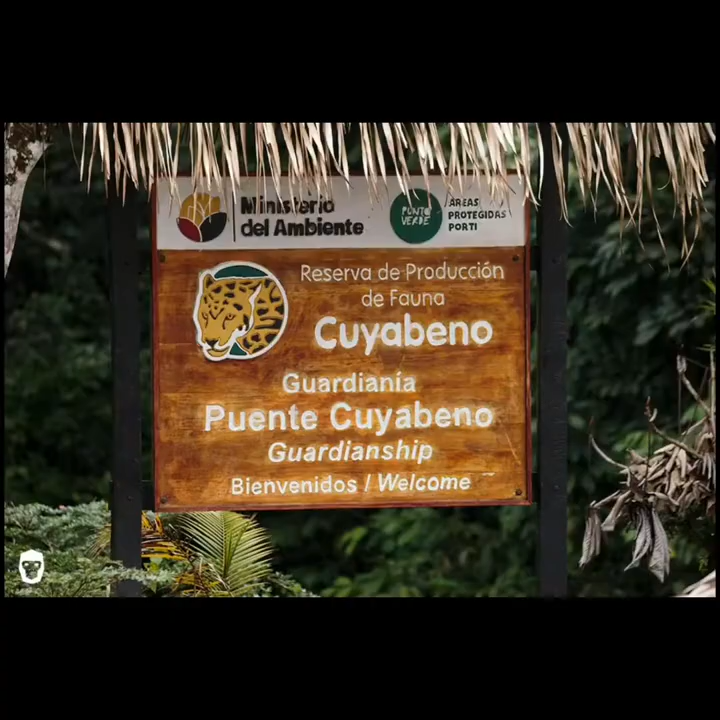 Ministerio
del Ambiente
PUNTO
VERDE
ÁREAS
PROTEGIDAS
PORTI
Reserva de Producción
de Fauna
Cuyabeno
Guardianía
Puente Cuyabeno
Guardianship
Bienvenidos / Welcome